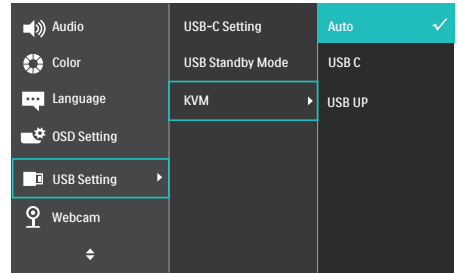 Audio
Color
Language
OSD Setting
USB Setting
Webcam
USB-C Setting
USB Standby Mode
KVM
Auto
USB C
USB UP